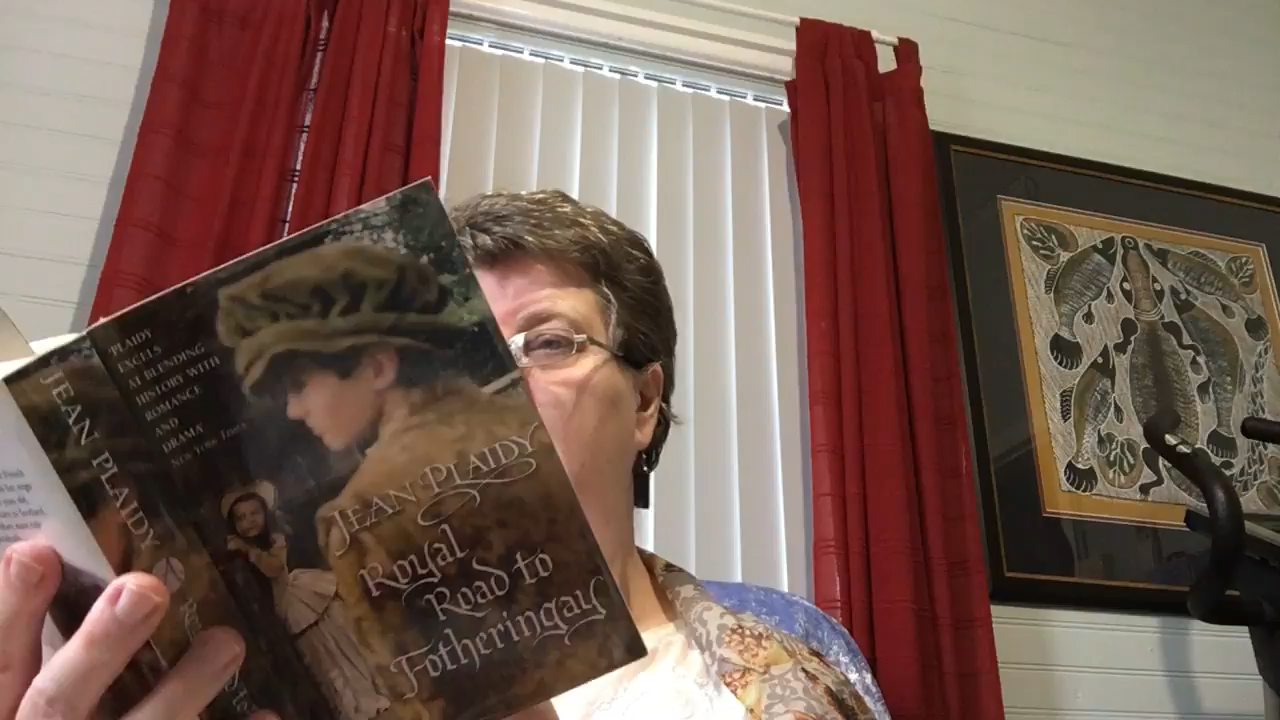 JEAN PLAIDY
PLAIDY
EXCELS
AT BLENDING
HISTORY WITH
ROMANCE
AND
DRAMA
New York Times
JEAN PLAIDY
Royal
Road to
Fotheringay